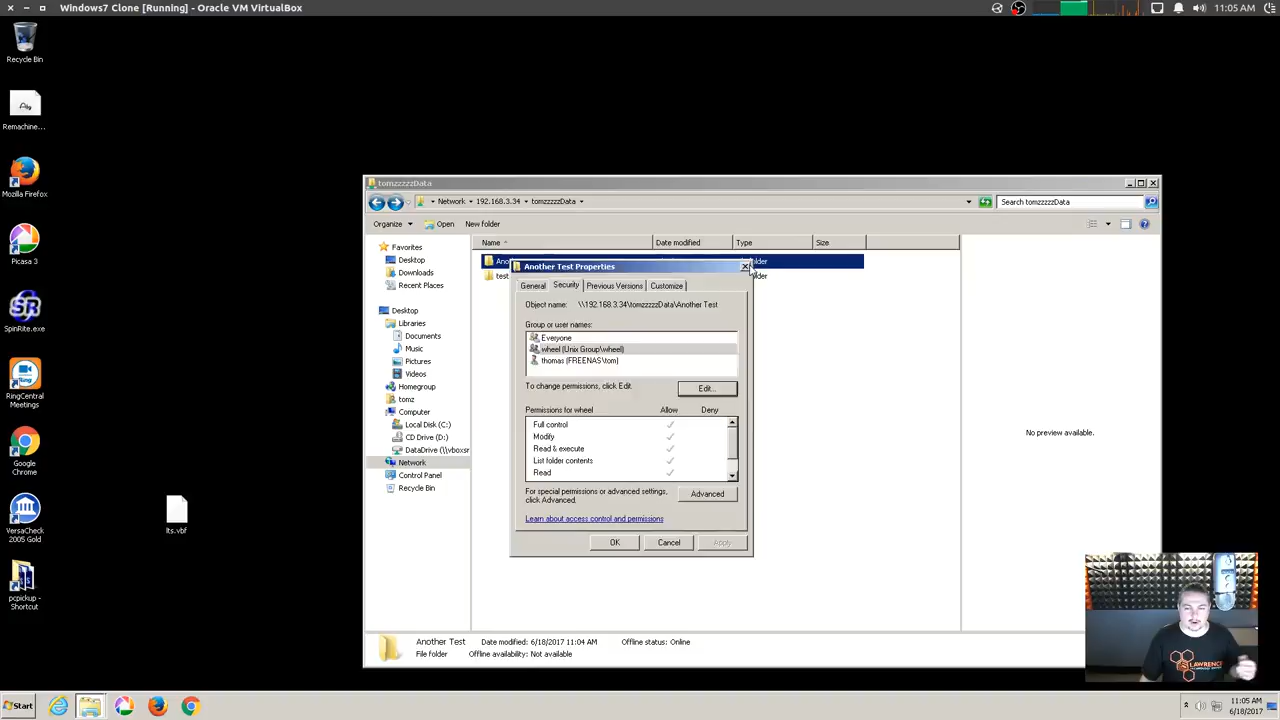 Windows7 Clone [Running] - Oracle VM VirtualBox
11:05 AM
Recycle Bin
Remachine...
Mozilla Firefox
Picasa 3
SpinRite.exe
RingCentral Meetings
Google Chrome
VersaCheck 2005 Gold
pcpickup - Shortcut
lts.vbf
tomzzzzzData
Network
192.168.3.34
tomzzzzzData
Search tomzzzzzData
Organize
Open
New folder
Favorites
Desktop
Downloads
Recent Places
Desktop
Libraries
Documents
Music
Pictures
Videos
Homegroup
tomz
Computer
Local Disk (C:)
CD Drive (D:)
DataDrive (\\vboxsr
Network
Control Panel
Recycle Bin
Name
Date modified
Type
Size
Ano
older
test
older
Another Test Properties
General
Security
Previous Versions
Customize
Object name: \\192.168.3.34\tomzzzzzData\Another Test
Group or user names:
Everyone
wheel (Unix Group\wheel)
thomas (FREENAS\tom)
To change permissions, click Edit.
Edit...
Permissions for wheel
Allow
Deny
Full control
Modify
Read & execute
List folder contents
Read
For special permissions or advanced settings, click Advanced.
Advanced
Learn about access control and permissions
OK
Cancel
Apply
No preview available.
Another Test
Date modified: 6/18/2017 11:04 AM
Offline status: Online
File folder
Offline availability: Not available
LAWRENCE
Start
11:05 AM
6/18/2017